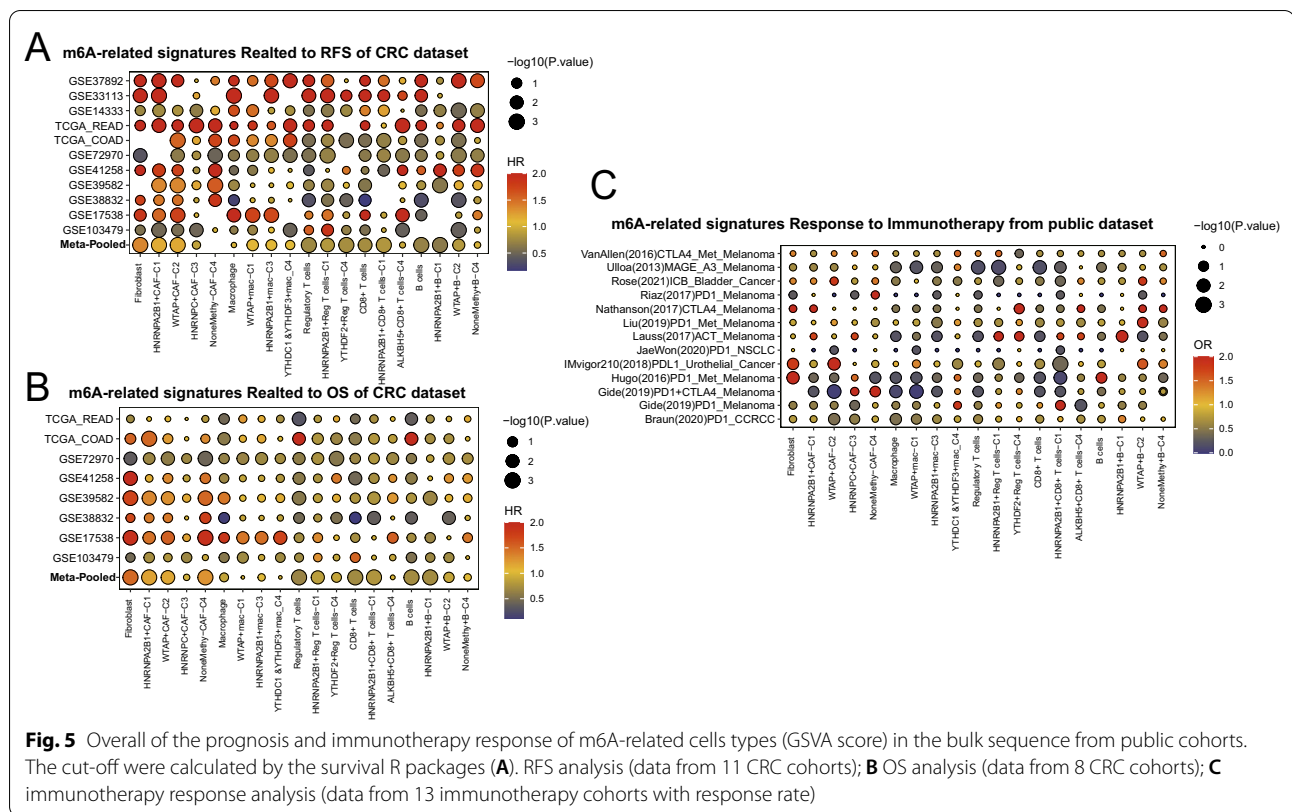 A
m6A-related signatures Realted to RFS of CRC dataset
GSE37892
GSE33113
GSE14333
TCGA_READ
TCGA_COAD
GSE72970
GSE41258
GSE39582
GSE38832
GSE17538
GSE103479
Meta-Pooled
Fibroblast
HNRNPA2B1+CAF-C1
WTAP+CAF-C2
HNRNPC+CAF-C3
NoneMethy-CAF-C4
Macrophage
WTAP+mac-C1
HNRNPA2B1+mac-C3
YTHDC1 &YTHDF3+mac_C4
Regulatory T cells
HNRNPA2B1+Reg T cells-C1
YTHDF2+Reg T cells-C4
CD8+ T cells
HNRNPA2B1+CD8+ T cells-C1
ALKBH5+CD8+ T cells-C4
B cells
HNRNPA2B1+B-C1
WTAP+B-C2
NoneMethy+B-C4
−log10(P.value)
1
2
3
HR
2.0
1.5
1.0
0.5
B
m6A-related signatures Realted to OS of CRC dataset
TCGA_READ
TCGA_COAD
GSE72970
GSE41258
GSE39582
GSE38832
GSE17538
GSE103479
Meta-Pooled
Fibroblast
HNRNPA2B1+CAF-C1
WTAP+CAF-C2
HNRNPC+CAF-C3
NoneMethy-CAF-C4
Macrophage
WTAP+mac-C1
HNRNPA2B1+mac-C3
YTHDC1 &YTHDF3+mac_C4
Regulatory T cells
HNRNPA2B1+Reg T cells-C1
YTHDF2+Reg T cells-C4
CD8+ T cells
HNRNPA2B1+CD8+ T cells-C1
ALKBH5+CD8+ T cells-C4
B cells
HNRNPA2B1+B-C1
WTAP+B-C2
NoneMethy+B-C4
−log10(P.value)
1
2
3
HR
2.0
1.5
1.0
0.5
C
m6A-related signatures Response to Immunotherapy from public dataset
VanAllen(2016)CTLA4_Met_Melanoma
Ulloa(2013)MAGE_A3_Met_Melanoma
Rose(2021)ICB_Bladder_Cancer
Riaz(2017)PD1_Melanoma
Nathanson(2017)CTLA4_Melanoma
Liu(2019)PD1_Met_Melanoma
Lauss(2017)ACT_Melanoma
JaeWon(2020)PD1_NSCLC
IMvigor210(2018)PDL1_Urothelial_Cancer
Hugo(2016)PD1_Met_Melanoma
Gide(2019)PD1+CTLA4_Melanoma
Gide(2019)PD1_Melanoma
Braun(2020)PD1_CCRCC
Fibroblast
HNRNPA2B1+CAF-C1
WTAP+CAF-C2
HNRNPC+CAF-C3
NoneMethy-CAF-C4
Macrophage
WTAP+mac-C1
HNRNPA2B1+mac-C3
YTHDC1 &YTHDF3+mac_C4
Regulatory T cells
HNRNPA2B1+Reg T cells-C1
YTHDF2+Reg T cells-C4
CD8+ T cells
HNRNPA2B1+CD8+ T cells-C1
ALKBH5+CD8+ T cells-C4
B cells
HNRNPA2B1+B-C1
WTAP+B-C2
NoneMethy+B-C4
−log10(P.value)
0
1
2
3
OR
2.0
1.5
1.0
0.5
0.0
Fig. 5 Overall of the prognosis and immunotherapy response of m6A-related cells types (GSVA score) in the bulk sequence from public cohorts.
The cut-off were calculated by the survival R packages (A). RFS analysis (data from 11 CRC cohorts); B OS analysis (data from 8 CRC cohorts); C
immunotherapy response analysis (data from 13 immunotherapy cohorts with response rate)